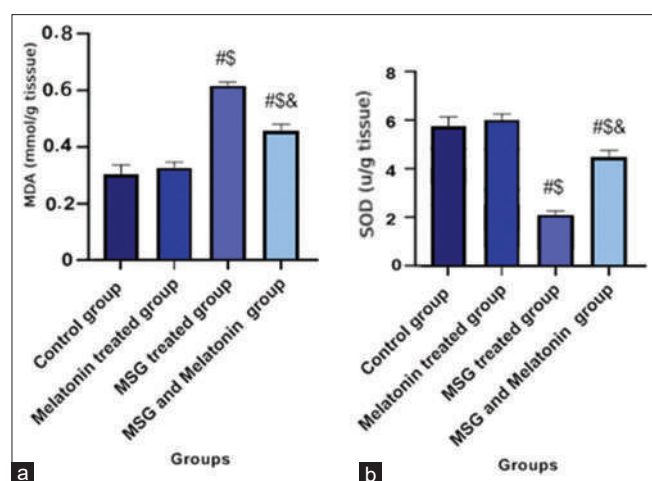 MDA (mmol/g tisssue)
0.8
0.6
0.4
0.2
0
#$
#$&
Control group
Melatonin treated group
MSG treated group
MSG and Melatonin group
Groups
a
SOD (u/g tissue)
8
6
4
2
0
#$
#$&
Control group
Melatonin treated group
MSG treated group
MSG and Melatonin group
Groups
b